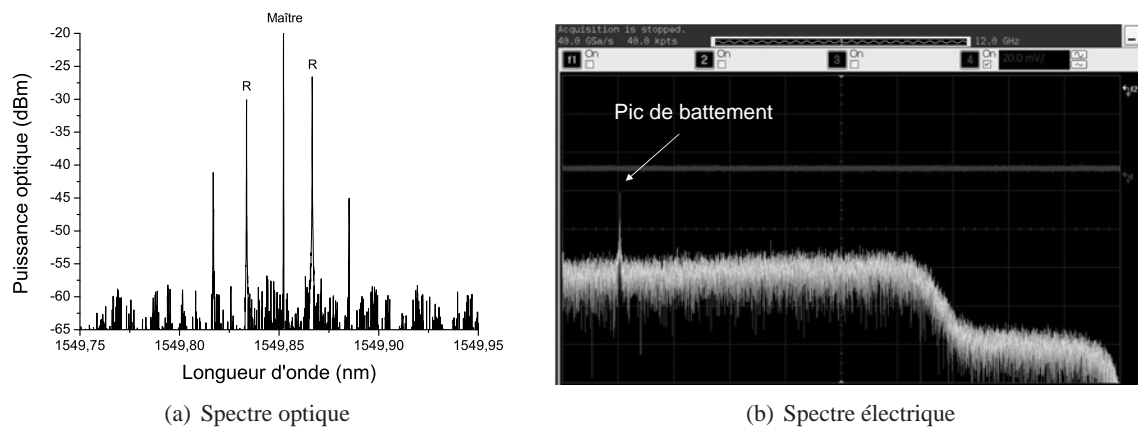 Maître
-20
-25
R
R
-30
-35
-40
-45
-50
-55
-60
-65
Puissance optique (dBm)
1549,75
1549,80
1549,85
1549,90
1549,95
Longueur d'onde (nm)
(a) Spectre optique
Acquisition is stopped.
40.0 GSa/s 40.0 kpts
12.0 GHz
f1 On
2 On
3 On
4 On
20.0 mV/
Pic de battement
(b) Spectre électrique